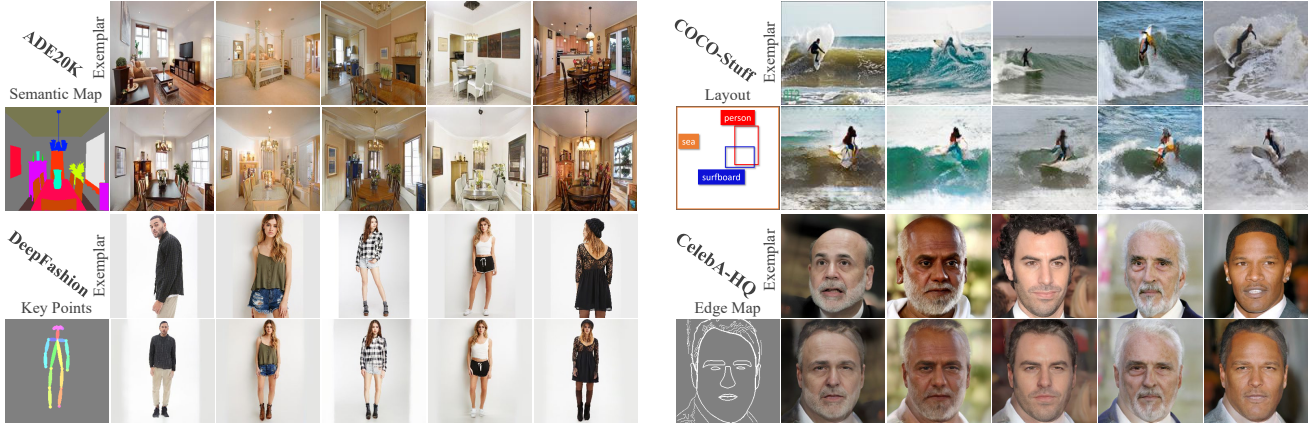 ADE20K
Exemplar
Semantic Map
COCO-Stuff
Exemplar
Layout
person
sea
surfboard
DeepFashion
Exemplar
Key Points
CelebA-HQ
Exemplar
Edge Map